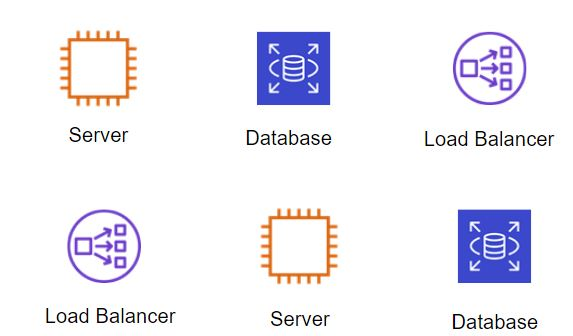 Server
Database
Load Balancer
Load Balancer
Server
Database